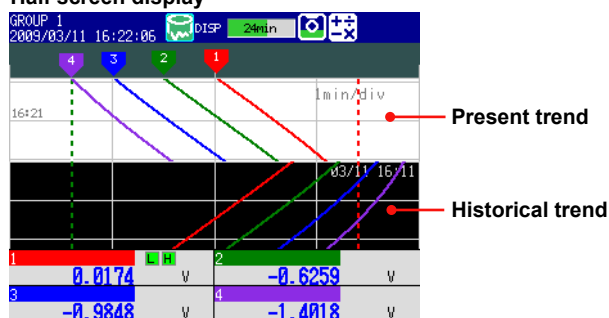 Half screen display
GROUP 1
2009/03/11 16:22:06 DISP 24min
4 3 2 1
1min/div
16:21
Present trend
03/11 16:11
Historical trend
1 L H 2
0.0174 V -0.6259 V
3 4
-0.9848 V -1.4018 V